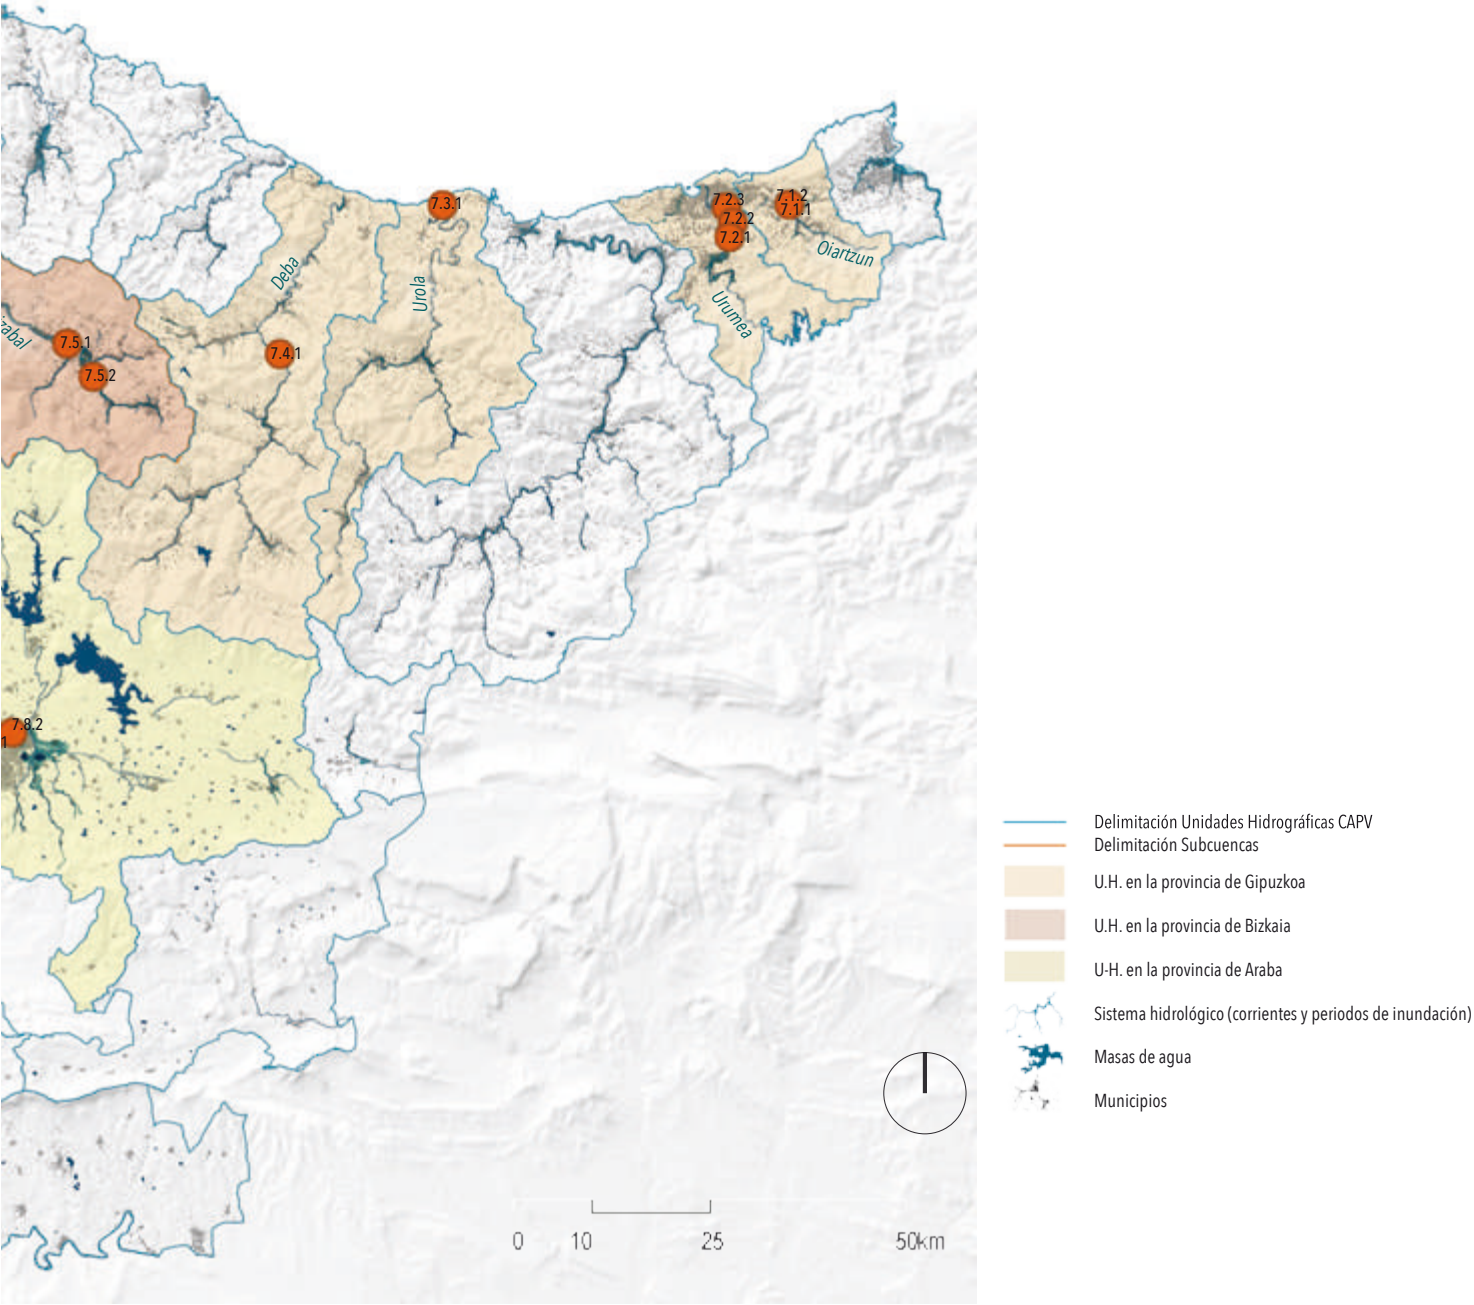 7.3.1
7.2.3
7.2.2
7.2.1
7.1.2
7.1.1
Oiartzun
Deba
Urola
Urumea
izabal
7.5.1
7.5.2
7.4.1
7.8.2
1
Delimitación Unidades Hidrográficas CAPV
Delimitación Subcuencas
U.H. en la provincia de Gipuzkoa
U.H. en la provincia de Bizkaia
U-H. en la provincia de Araba
Sistema hidrológico (corrientes y periodos de inundación)
Masas de agua
Municipios
0 10 25 50km